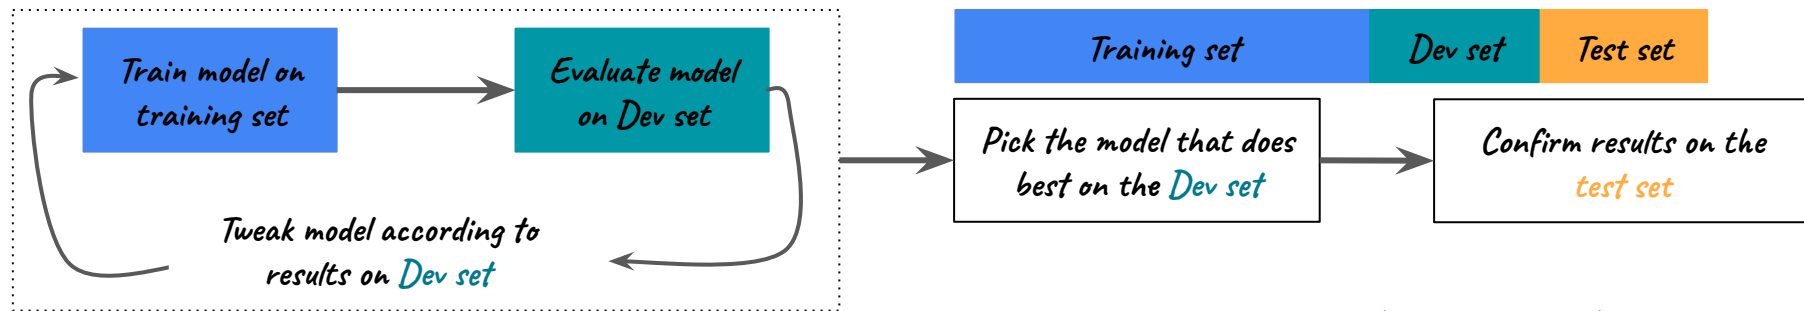 Train model on
training set
Evaluate model
on Dev set
Tweak model according to
results on Dev set
Training set
Dev set
Test set
Pick the model that does
best on the Dev set
Confirm results on the
test set